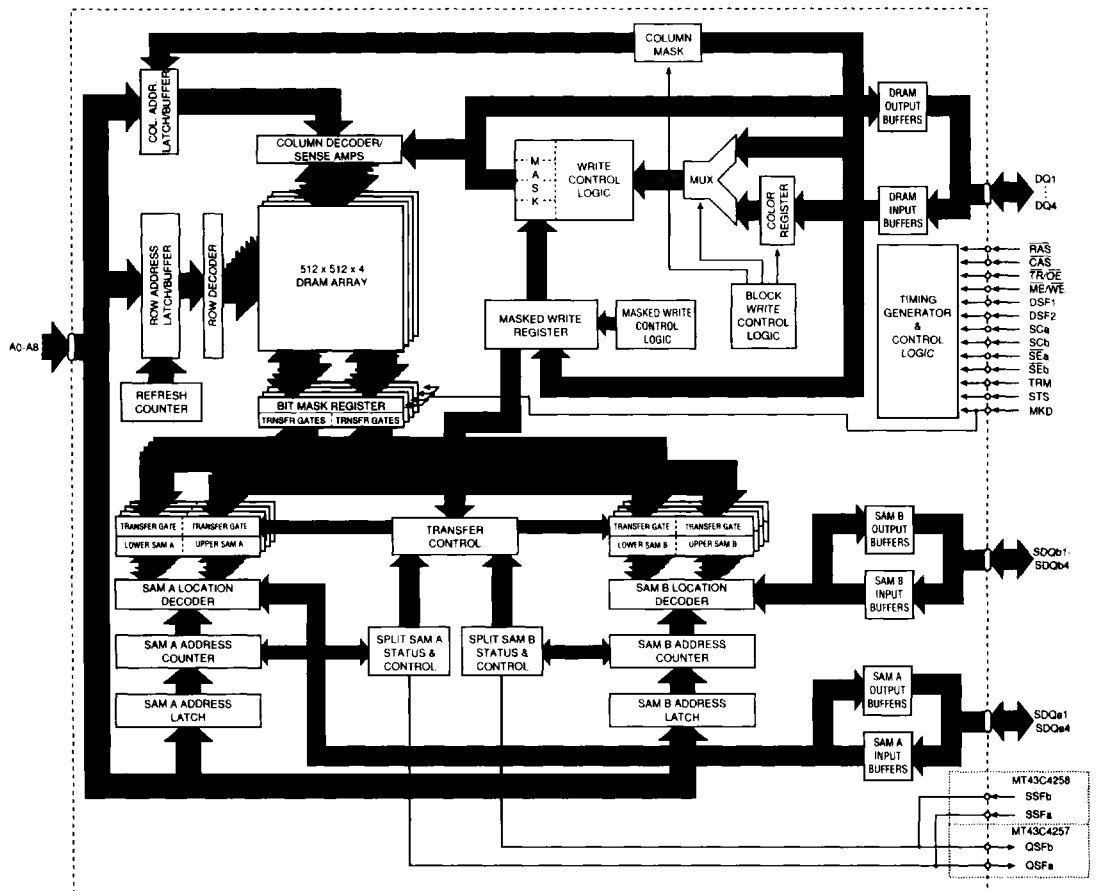 COLUMN
MASK
COL. ADDR.
LATCH/BUFFER
DRAM
OUTPUT
BUFFERS
COLUMN DECODER/
SENSE AMPS
M
A
S
K
WRITE
CONTROL
LOGIC
MUX
COLOR
REGISTER
DRAM
INPUT
BUFFERS
DQ1
DQ4
ROW ADDRESS
LATCH/BUFFER
ROW DECODER
512 x 512 x 4
DRAM ARRAY
TIMING
GENERATOR
&
CONTROL
LOGIC
RAS
CAS
TR/OE
ME/WE
DSF1
DSF2
SCa
SCb
SEa
SEb
TRM
STS
MKD
MASKED WRITE
REGISTER
MASKED WRITE
CONTROL
LOGIC
BLOCK
WRITE
CONTROL
LOGIC
A0-A8
REFRESH
COUNTER
BIT MASK REGISTER
TRNSFR GATES
TRNSFR GATES
TRANSFER GATE
TRANSFER GATE
LOWER SAM A
UPPER SAM A
TRANSFER
CONTROL
TRANSFER GATE
TRANSFER GATE
LOWER SAM B
UPPER SAM B
SAM B
OUTPUT
BUFFERS
SDQb1-
SDQb4
SAM B
INPUT
BUFFERS
SAM A LOCATION
DECODER
SAM B LOCATION
DECODER
SAM A ADDRESS
COUNTER
SPLIT SAM A
STATUS &
CONTROL
SPLIT SAM B
STATUS &
CONTROL
SAM B ADDRESS
COUNTER
SAM A ADDRESS
LATCH
SAM B ADDRESS
LATCH
SAM A
OUTPUT
BUFFERS
SDQa1
SDQa4
SAM A
INPUT
BUFFERS
MT43C4258
SSFb
SSFa
MT43C4257
QSFb
QSFa